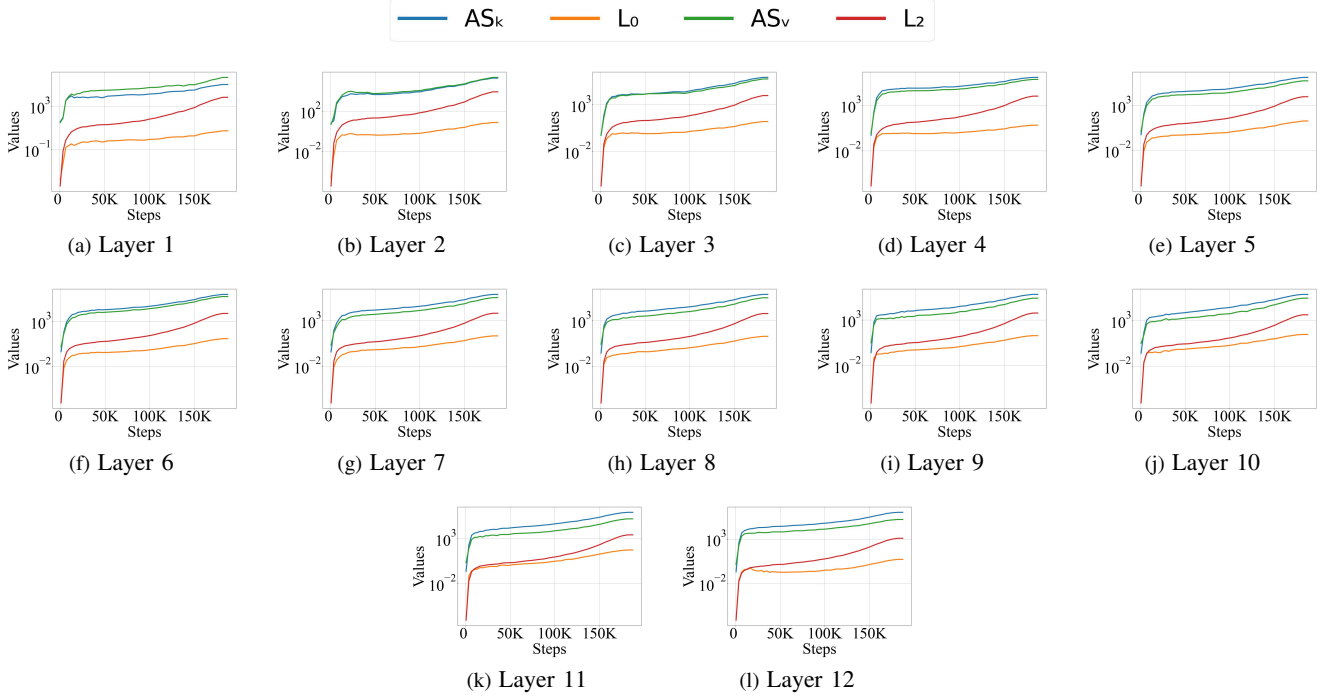 ASₖ L₀ ASᵥ L₂
Values
10³
10⁻¹
0 50K 100K 150K
Steps
(a) Layer 1
Values
10²
10⁻²
0 50K 100K 150K
Steps
(b) Layer 2
Values
10³
10⁻²
0 50K 100K 150K
Steps
(c) Layer 3
Values
10³
10⁻²
0 50K 100K 150K
Steps
(d) Layer 4
Values
10³
10⁻²
0 50K 100K 150K
Steps
(e) Layer 5
Values
10³
10⁻²
0 50K 100K 150K
Steps
(f) Layer 6
Values
10³
10⁻²
0 50K 100K 150K
Steps
(g) Layer 7
Values
10³
10⁻²
0 50K 100K 150K
Steps
(h) Layer 8
Values
10³
10⁻²
0 50K 100K 150K
Steps
(i) Layer 9
Values
10³
10⁻²
0 50K 100K 150K
Steps
(j) Layer 10
Values
10³
10⁻²
0 50K 100K 150K
Steps
(k) Layer 11
Values
10³
10⁻²
0 50K 100K 150K
Steps
(l) Layer 12